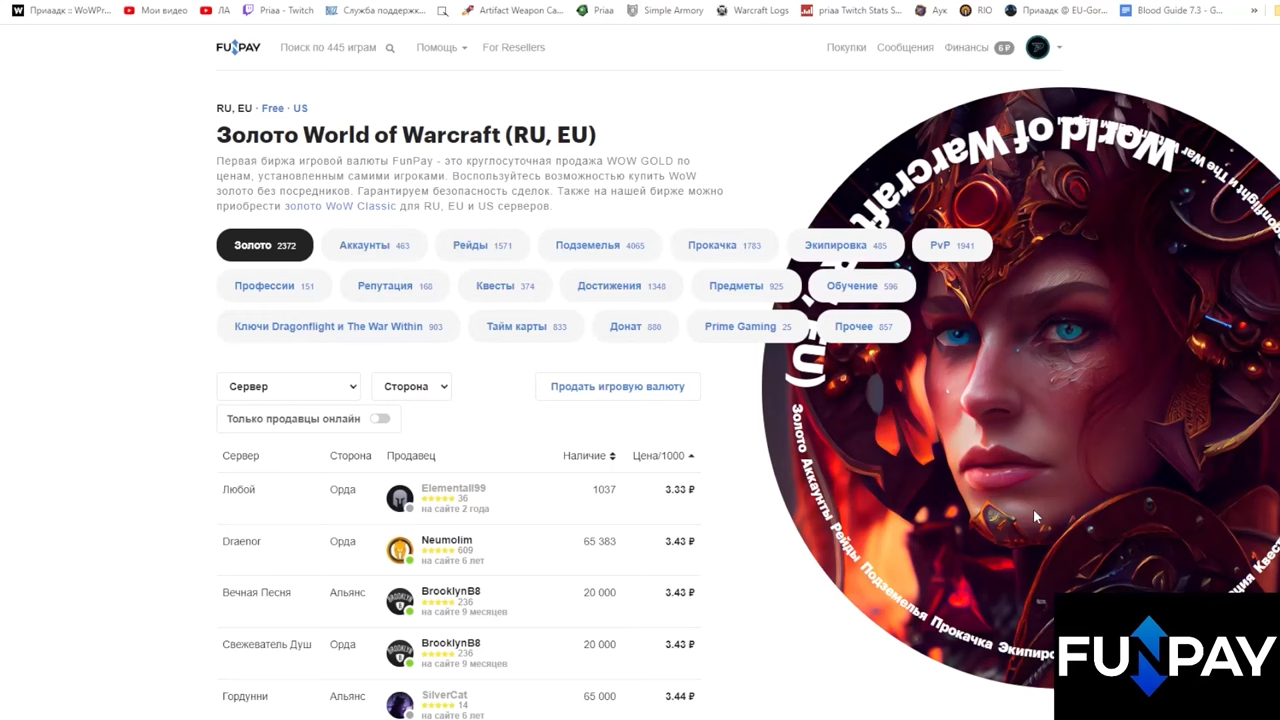 Приаадк :: WoWPr...
Мои видео
ЛА
Priaa - Twitch
Служба поддержк...
Artifact Weapon Ca...
Priaa
Simple Armory
Warcraft Logs
priaa Twitch Stats S...
Аук
RIO
Приаадк @ EU-Gor...
Blood Guide 7.3 - G...
»
FUNPAY
Поиск по 445 играм
Помощь
For Resellers
Покупки
Сообщения
Финансы 6 ₽
RU, EU · Free · US
Золото World of Warcraft (RU, EU)
Первая биржа игровой валюты FunPay - это круглосуточная продажа WOW GOLD по
ценам, установленным самими игроками. Воспользуйтесь возможностью купить WoW
золото без посредников. Гарантируем безопасность сделок. Также на нашей бирже можно
приобрести золото WoW Classic для RU, EU и US серверов.
Золото 2372
Аккаунты 463
Рейды 1571
Подземелья 4065
Прокачка 1783
Экипировка 485
PvP 1941
Профессии 151
Репутация 168
Квесты 374
Достижения 1348
Предметы 925
Обучение 596
Ключи Dragonflight и The War Within 903
Тайм карты 833
Донат 880
Prime Gaming 25
Прочее 857
Сервер
Сторона
Продать игровую валюту
Только продавцы онлайн
Сервер Сторона Продавец Наличие Цена/1000
Любой Орда Elementall99 1037 3.33 ₽
36
на сайте 2 года
Draenor Орда Neumolim 65 383 3.43 ₽
609
на сайте 6 лет
Вечная Песня Альянс BrooklynB8 20 000 3.43 ₽
236
на сайте 9 месяцев
Свежеватель Душ Орда BrooklynB8 20 000 3.43 ₽
236
на сайте 9 месяцев
Гордунни Альянс SilverCat 65 000 3.44 ₽
14
на сайте 6 лет
World of Warcraft
EU)
Золото Аккаунты Рейды Подземелья Прокачка Экипиро
FUNPAY